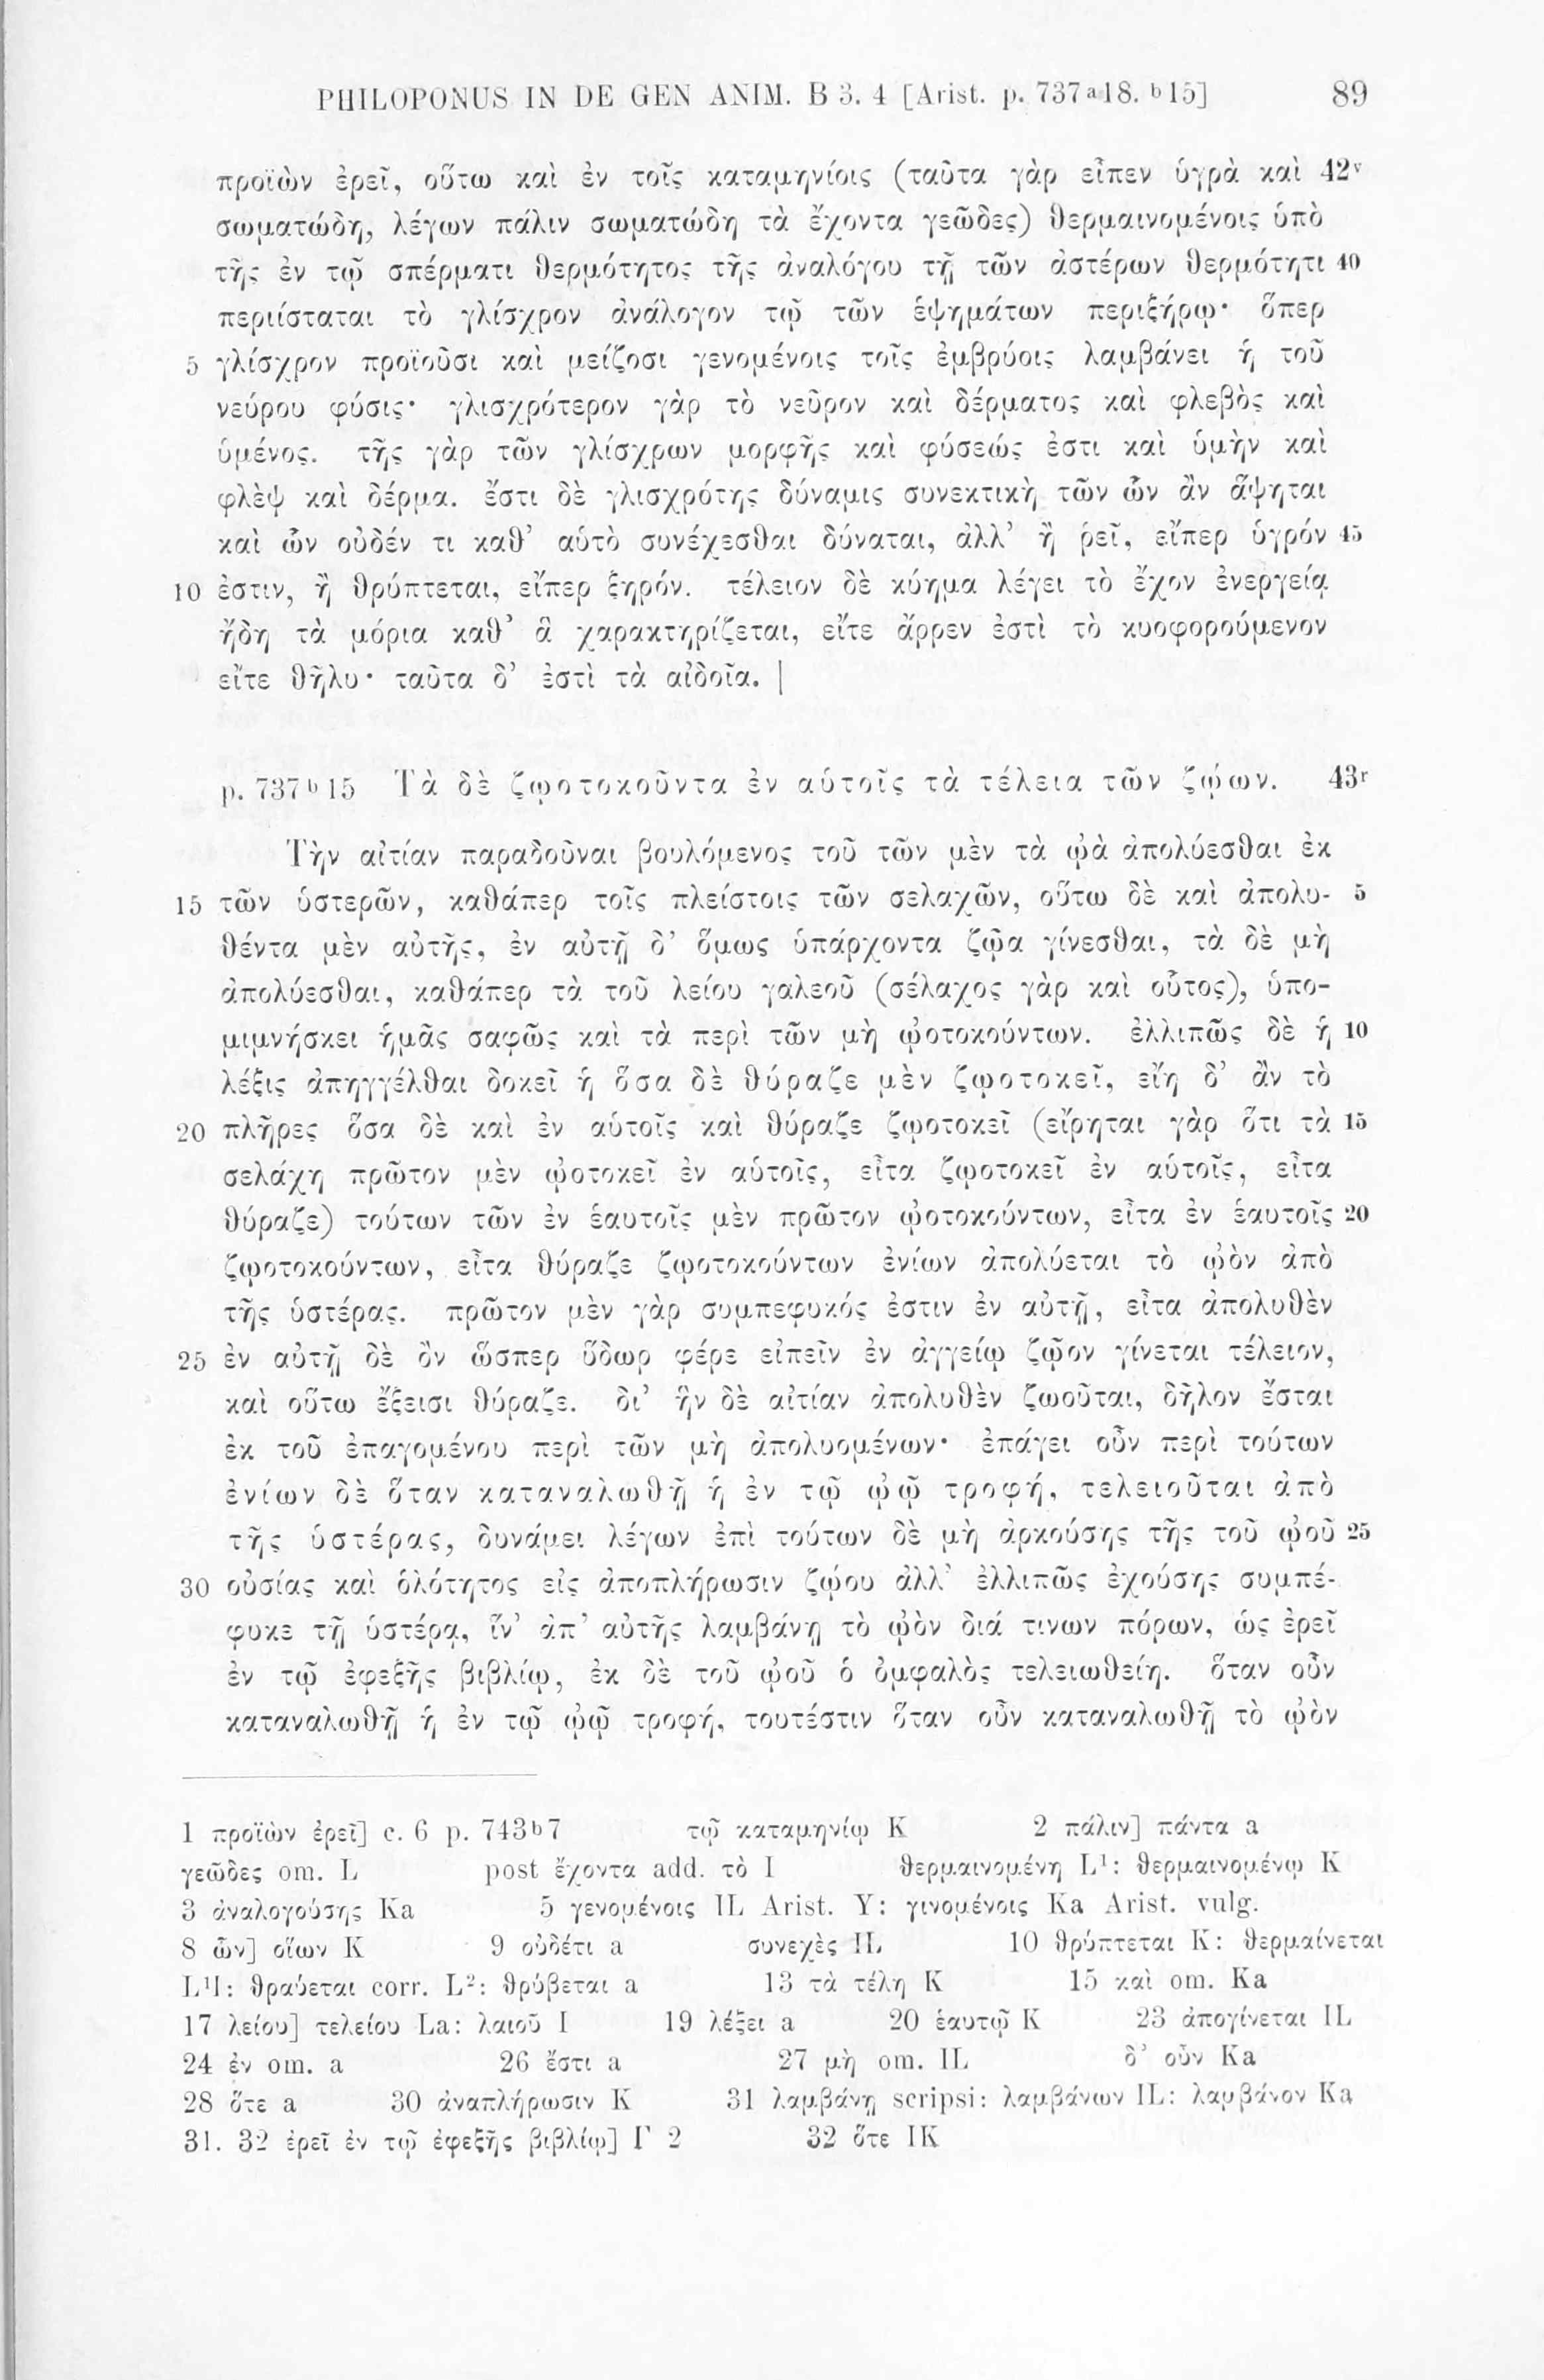 PHILOPONUS IN DE GEN ANIM. B 3. 4 [Arist. p. 737ᵃ18. ᵇ15] 89
προϊὼν ἐρεῖ, οὕτω καὶ ἐν τοῖς καταμηνίοις (ταῦτα γὰρ εἶπεν ὑγρὰ καὶ 42ᵛ
σωματώδη, λέγων πάλιν σωματώδη τὰ ἔχοντα γεῶδες) θερμαινομένοις ὑπὸ
τῆς ἐν τῷ σπέρματι θερμότητος τῆς ἀναλόγου τῇ τῶν ἀστέρων θερμότητι 40
περιίσταται τὸ γλίσχρον ἀνάλογον τῷ τῶν ἑψημάτων περιξήρῳ· ὅπερ
5 γλίσχρον προϊοῦσι καὶ μείζοσι γενομένοις τοῖς ἐμβρύοις λαμβάνει ἡ τοῦ
νεύρου φύσις· γλισχρότερον γὰρ τὸ νεῦρον καὶ δέρματος καὶ φλεβὸς καὶ
ὑμένος. τῆς γὰρ τῶν γλίσχρων μορφῆς καὶ φύσεώς ἐστι καὶ ὑμὴν καὶ
φλὲψ καὶ δέρμα. ἔστι δὲ γλισχρότης δύναμις συνεκτικὴ τῶν ὧν ἂν ἅψηται
καὶ ὧν οὐδέν τι καθ᾽ αὑτὸ συνέχεσθαι δύναται, ἀλλ᾽ ἢ ῥεῖ, εἴπερ ὑγρόν 45
10 ἐστιν, ἢ θρύπτεται, εἴπερ ξηρόν. τέλειον δὲ κύημα λέγει τὸ ἔχον ἐνεργείᾳ
ἤδη τὰ μόρια καθ᾽ ἃ χαρακτηρίζεται, εἴτε ἄρρεν ἐστὶ τὸ κυοφορούμενον
εἴτε θῆλυ· ταῦτα δ᾽ ἐστὶ τὰ αἰδοῖα. |
p. 737ᵇ15 Τὰ δὲ ζῳοτοκοῦντα ἐν αὑτοῖς τὰ τέλεια τῶν ζῴων. 43ʳ
Τὴν αἰτίαν παραδοῦναι βουλόμενος τοῦ τῶν μὲν τὰ ᾠὰ ἀπολύεσθαι ἐκ
15 τῶν ὑστερῶν, καθάπερ τοῖς πλείστοις τῶν σελαχῶν, οὕτω δὲ καὶ ἀπολυ- 5
θέντα μὲν αὐτῆς, ἐν αὐτῇ δ᾽ ὅμως ὑπάρχοντα ζῷα γίνεσθαι, τὰ δὲ μὴ
ἀπολύεσθαι, καθάπερ τὰ τοῦ λείου γαλεοῦ (σέλαχος γὰρ καὶ οὗτος), ὑπο-
μιμνήσκει ἡμᾶς σαφῶς καὶ τὰ περὶ τῶν μὴ ᾠοτοκούντων. ἐλλιπῶς δὲ ἡ 10
λέξις ἀπηγγέλθαι δοκεῖ ἡ ὅσα δὲ θύραζε μὲν ζῳοτοκεῖ, εἴη δ᾽ ἂν τὸ
20 πλῆρες ὅσα δὲ καὶ ἐν αὑτοῖς καὶ θύραζε ζῳοτοκεῖ (εἴρηται γὰρ ὅτι τὰ 15
σελάχη πρῶτον μὲν ᾠοτοκεῖ ἐν αὑτοῖς, εἶτα ζῳοτοκεῖ ἐν αὑτοῖς, εἶτα
θύραζε) τούτων τῶν ἐν ἑαυτοῖς μὲν πρῶτον ᾠοτοκούντων, εἶτα ἐν ἑαυτοῖς 20
ζῳοτοκούντων, εἶτα θύραζε ζῳοτοκούντων ἐνίων ἀπολύεται τὸ ᾠὸν ἀπὸ
τῆς ὑστέρας. πρῶτον μὲν γὰρ συμπεφυκός ἐστιν ἐν αὐτῇ, εἶτα ἀπολυθὲν
25 ἐν αὐτῇ δὲ ὂν ὥσπερ ὕδωρ φέρε εἰπεῖν ἐν ἀγγείῳ ζῷον γίνεται τέλειον,
καὶ οὕτω ἔξεισι θύραζε. δι᾽ ἣν δὲ αἰτίαν ἀπολυθὲν ζωοῦται, δῆλον ἔσται
ἐκ τοῦ ἐπαγομένου περὶ τῶν μὴ ἀπολυομένων· ἐπάγει οὖν περὶ τούτων
ἐνίων δὲ ὅταν καταναλωθῇ ἡ ἐν τῷ ᾠῷ τροφή, τελειοῦται ἀπὸ
τῆς ὑστέρας, δυνάμει λέγων ἐπὶ τούτων δὲ μὴ ἀρκούσης τῆς τοῦ ᾠοῦ 25
30 οὐσίας καὶ ὁλότητος εἰς ἀποπλήρωσιν ζῴου ἀλλ᾽ ἐλλιπῶς ἐχούσης συμπέ-
φυκε τῇ ὑστέρᾳ, ἵν᾽ ἀπ᾽ αὐτῆς λαμβάνῃ τὸ ᾠὸν διά τινων πόρων, ὡς ἐρεῖ
ἐν τῷ ἐφεξῆς βιβλίῳ, ἐκ δὲ τοῦ ᾠοῦ ὁ ὀμφαλὸς τελειωθείη. ὅταν οὖν
καταναλωθῇ ἡ ἐν τῷ ᾠῷ τροφή, τουτέστιν ὅταν οὖν καταναλωθῇ τὸ ᾠὸν
1 προϊὼν ἐρεῖ] c. 6 p. 743ᵇ7 τῷ καταμηνίῳ K 2 πάλιν] πάντα a
γεῶδες om. L post ἔχοντα add. τὸ I θερμαινομένη L¹: θερμαινομένῳ K
3 ἀναλογούσης Ka 5 γενομένοις IL Arist. Y: γινομένοις Ka Arist. vulg.
8 ὧν] οἵων K 9 οὐδέτι a συνεχὲς IL 10 θρύπτεται K: θερμαίνεται
L¹I: θραύεται corr. L²: θρύβεται a 13 τὰ τέλη K 15 καὶ om. Ka
17 λείου] τελείου La: λαιοῦ I 19 λέξει a 20 ἑαυτῷ K 23 ἀπογίνεται IL
24 ἐν om. a 26 ἔστι a 27 μὴ om. IL δ᾽ οὖν Ka
28 ὅτε a 30 ἀναπλήρωσιν K 31 λαμβάνῃ scripsi: λαμβάνων IL: λαμβάνον Ka
31. 32 ἐρεῖ ἐν τῷ ἐφεξῆς βιβλίῳ] Γ 2 32 ὅτε IK